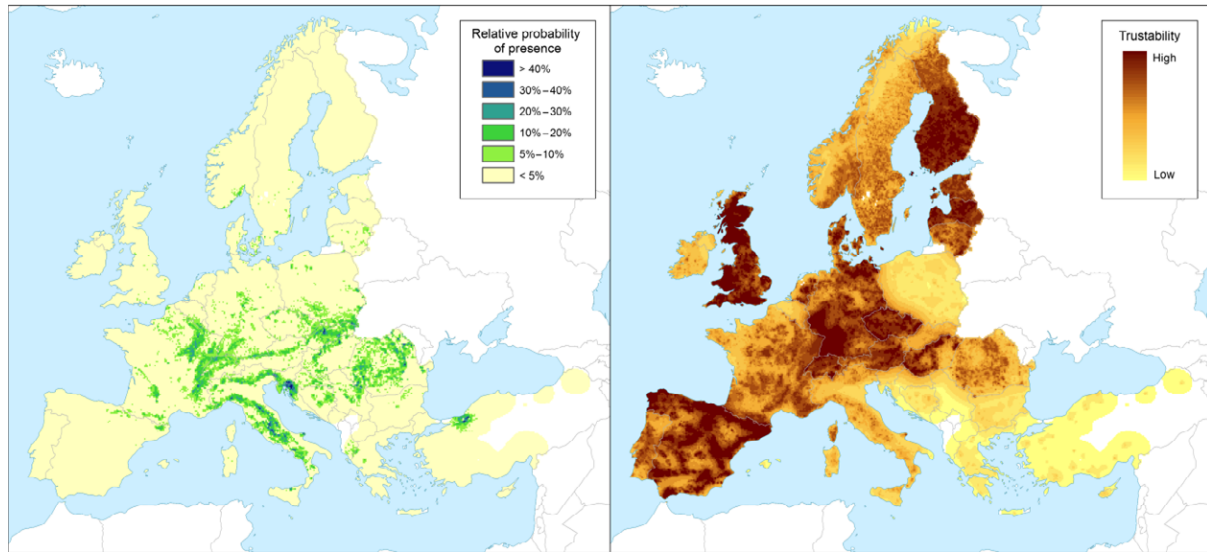 Relative probability
of presence
> 40%
30%–40%
20%–30%
10%–20%
5%–10%
< 5%
Trustability
High
Low